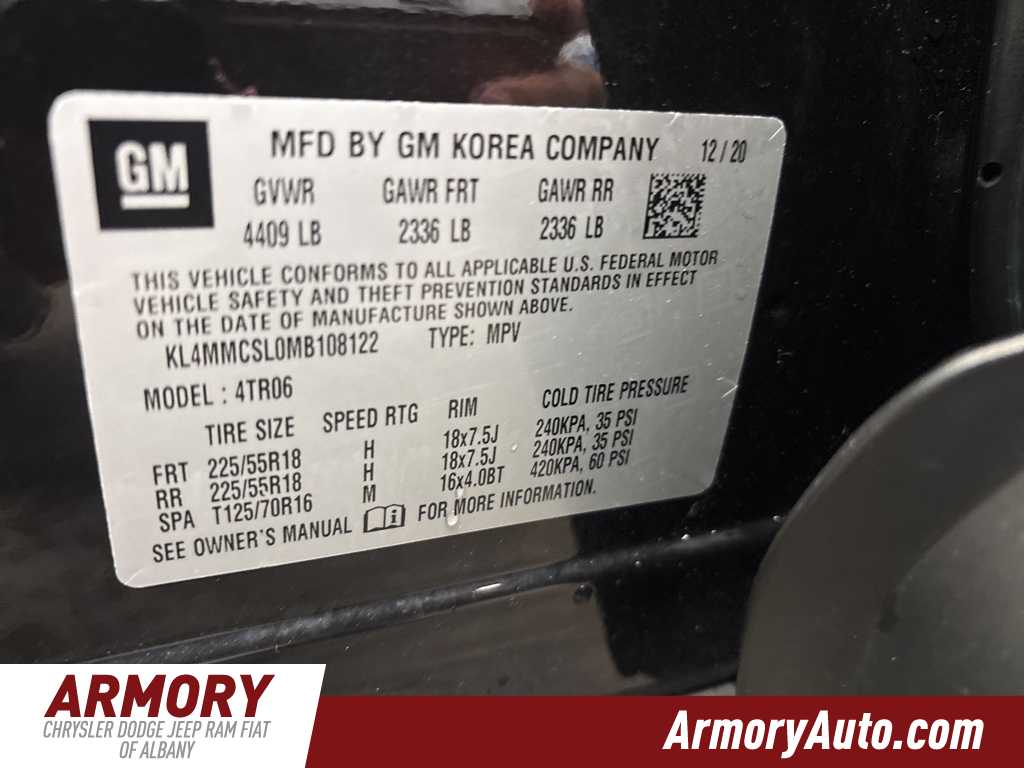 GM
MFD BY GM KOREA COMPANY 12 / 20
GVWR GAWR FRT GAWR RR
4409 LB 2336 LB 2336 LB
THIS VEHICLE CONFORMS TO ALL APPLICABLE U.S. FEDERAL MOTOR
VEHICLE SAFETY AND THEFT PREVENTION STANDARDS IN EFFECT
ON THE DATE OF MANUFACTURE SHOWN ABOVE.
KL4MMCSL0MB108122 TYPE: MPV
MODEL : 4TR06
TIRE SIZE SPEED RTG RIM COLD TIRE PRESSURE
FRT 225/55R18 H 18x7.5J 240KPA, 35 PSI
RR 225/55R18 H 18x7.5J 240KPA, 35 PSI
SPA T125/70R16 M 16x4.0BT 420KPA, 60 PSI
SEE OWNER'S MANUAL FOR MORE INFORMATION.
ARMORY
CHRYSLER DODGE JEEP RAM FIAT
OF ALBANY
ArmoryAuto.com